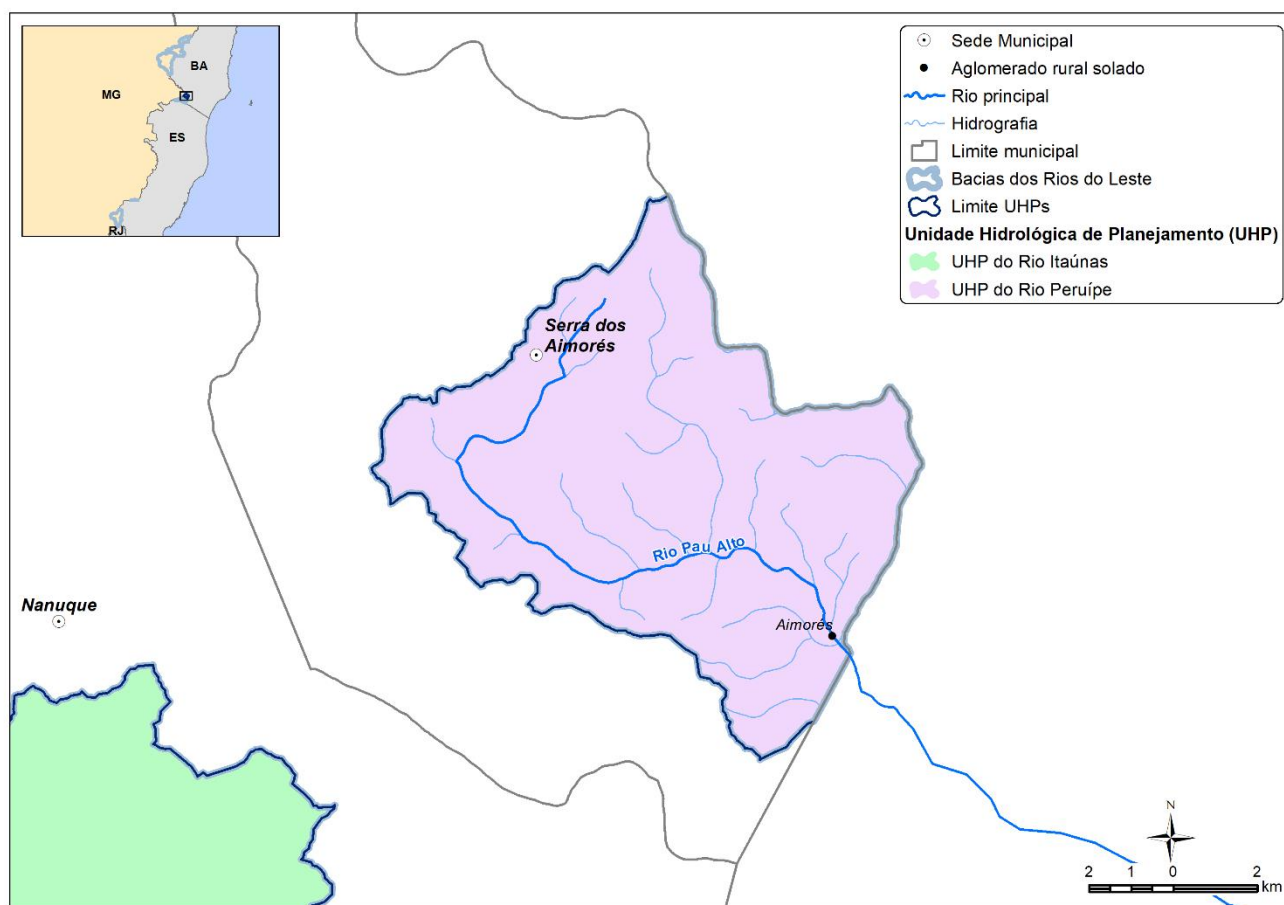 BA
MG
ES
RJ
Sede Municipal
Aglomerado rural solado
Rio principal
Hidrografia
Limite municipal
Bacias dos Rios do Leste
Limite UHPs
Unidade Hidrológica de Planejamento (UHP)
UHP do Rio Itaúnas
UHP do Rio Peruípe
Serra dos
Aimorés
Rio Pau Alto
Nanuque
Aimorés
N
2 1 0 2
km